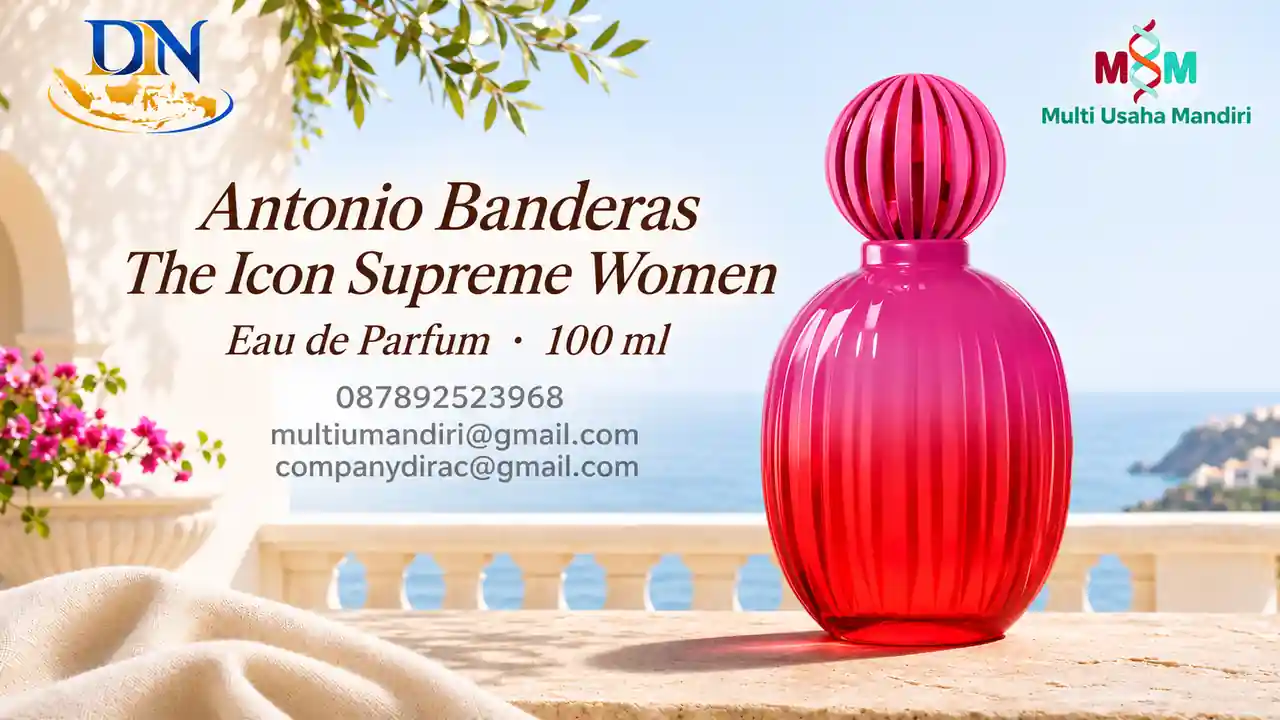 DN
MUM
Multi Usaha Mandiri
Antonio Banderas
The Icon Supreme Women
Eau de Parfum · 100 ml
087892523968
multiumandiri@gmail.com
companydirac@gmail.com